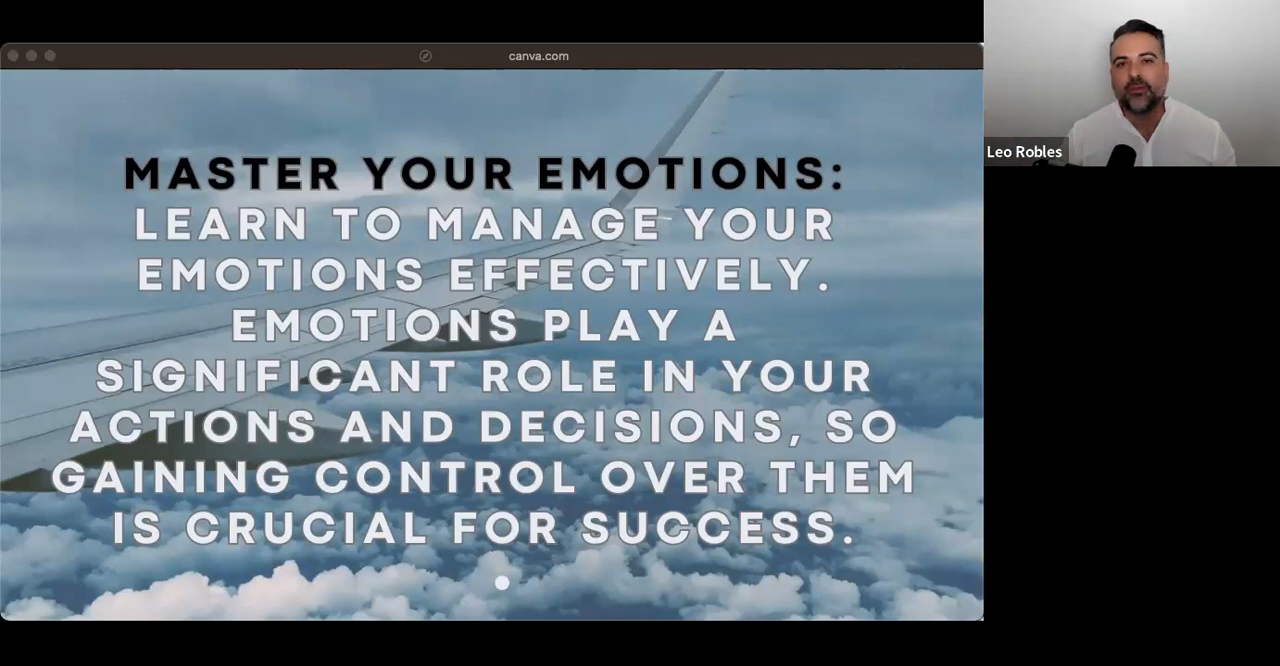 canva.com
MASTER YOUR EMOTIONS:
LEARN TO MANAGE YOUR
EMOTIONS EFFECTIVELY.
EMOTIONS PLAY A
SIGNIFICANT ROLE IN YOUR
ACTIONS AND DECISIONS, SO
GAINING CONTROL OVER THEM
IS CRUCIAL FOR SUCCESS.
Leo Robles